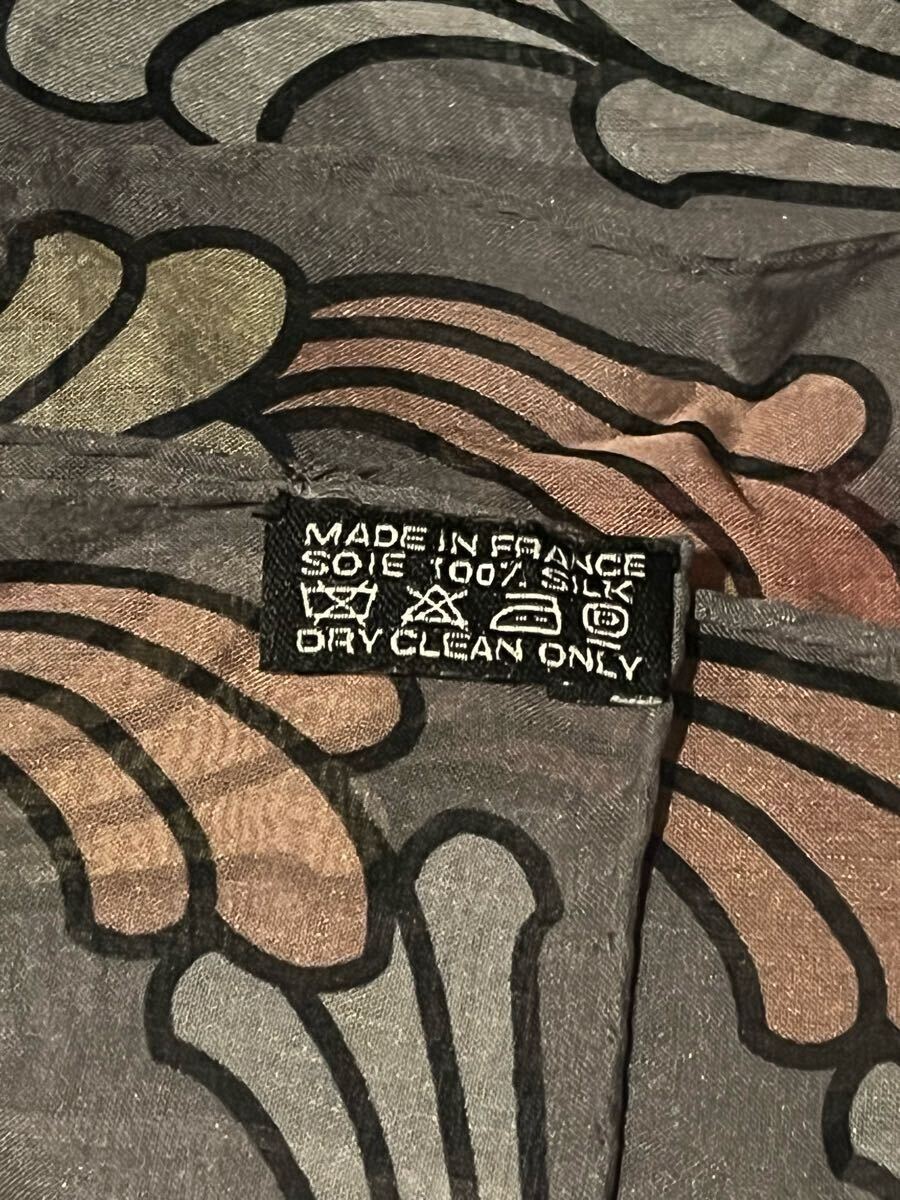 MADE IN FRANCE
SOIE 100% SILK
DRY CLEAN ONLY